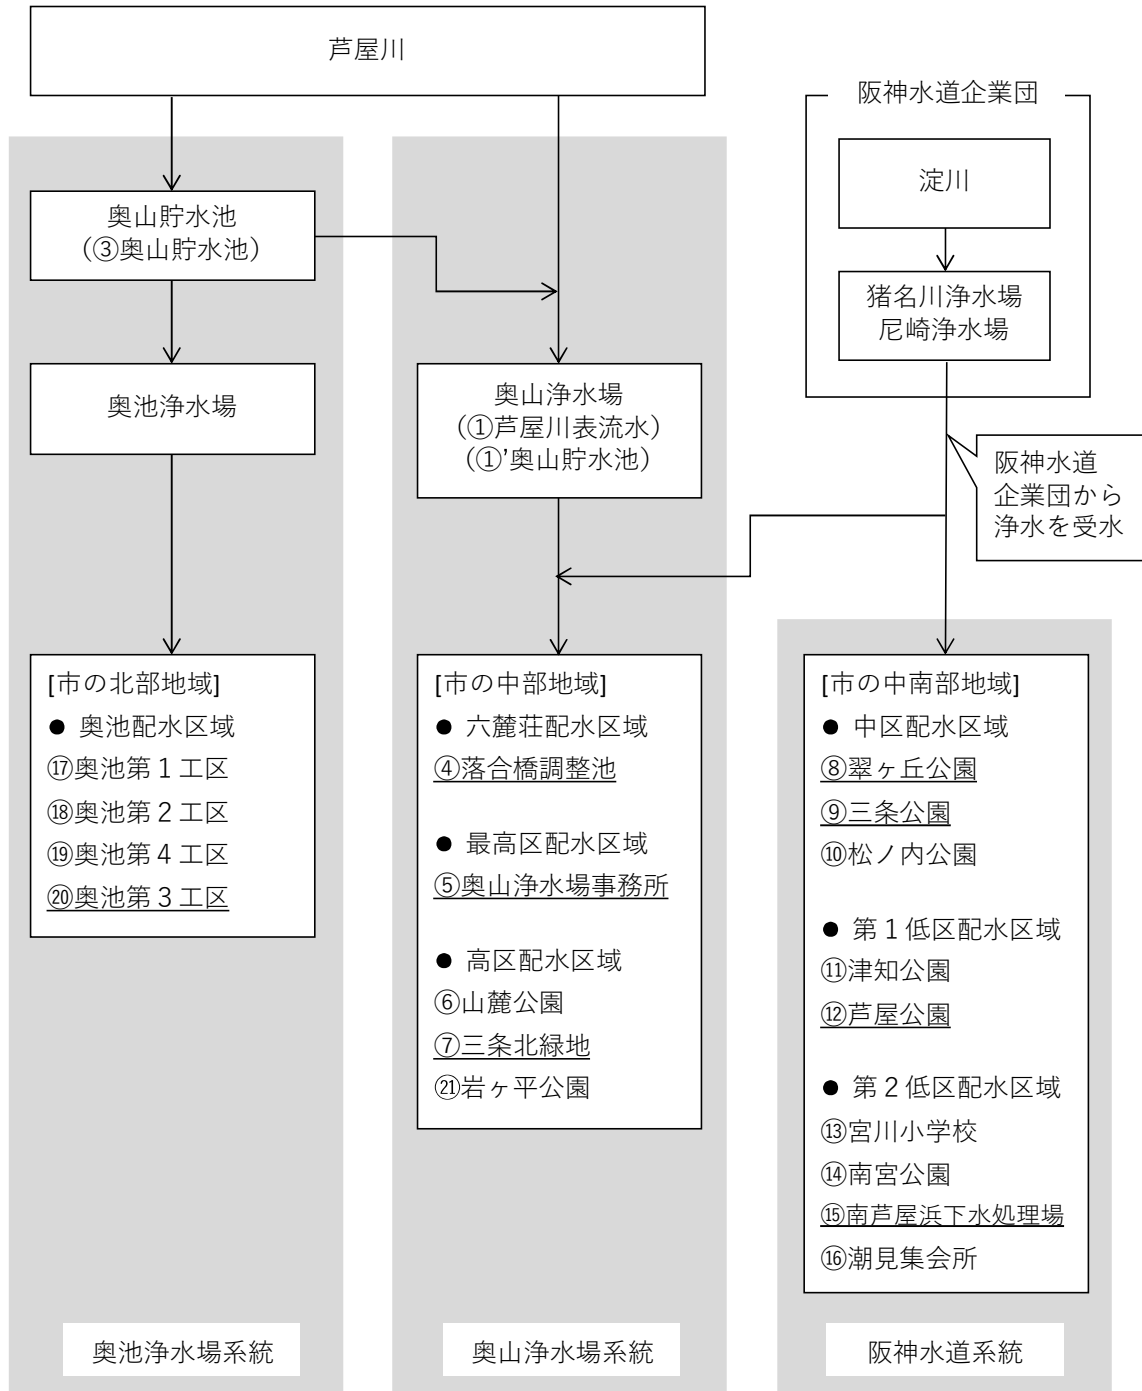 芦屋川
阪神水道企業団
淀川
奥山貯水池
（③奥山貯水池）
猪名川浄水場
尼崎浄水場
奥池浄水場
奥山浄水場
（①芦屋川表流水）
（①’奥山貯水池）
阪神水道
企業団から
浄水を受水
[市の北部地域]
● 奥池配水区域
⑰奥池第１工区
⑱奥池第２工区
⑲奥池第４工区
⑳奥池第３工区
[市の中部地域]
● 六麓荘配水区域
④落合橋調整池
● 最高区配水区域
⑤奥山浄水場事務所
● 高区配水区域
⑥山麓公園
⑦三条北緑地
㉑岩ヶ平公園
[市の中南部地域]
● 中区配水区域
⑧翠ヶ丘公園
⑨三条公園
⑩松ノ内公園
● 第１低区配水区域
⑪津知公園
⑫芦屋公園
● 第２低区配水区域
⑬宮川小学校
⑭南宮公園
⑮南芦屋浜下水処理場
⑯潮見集会所
奥池浄水場系統
奥山浄水場系統
阪神水道系統